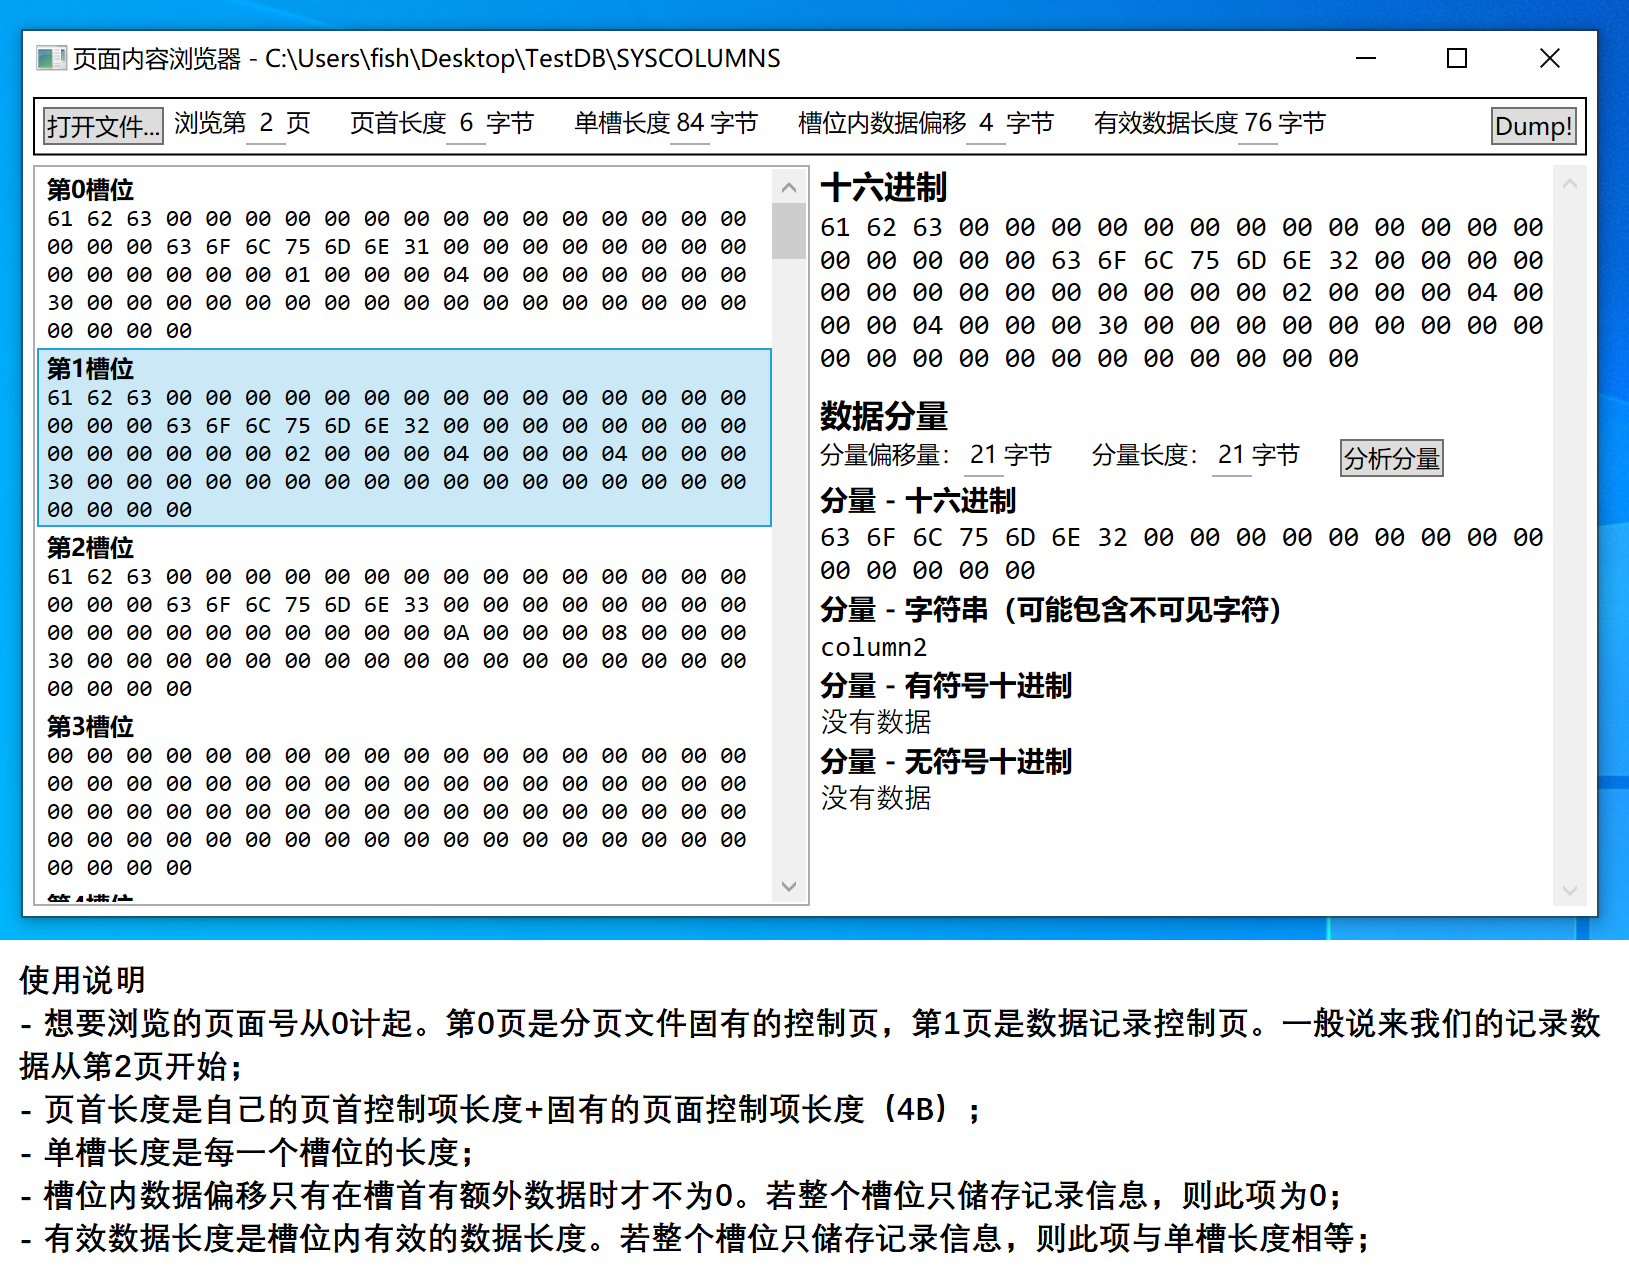 页面内容浏览器 - C:\Users\fish\Desktop\TestDB\SYSCOLUMNS
打开文件... 浏览第 2 页 页首长度 6 字节 单槽长度 84 字节 槽位内数据偏移 4 字节 有效数据长度 76 字节 Dump!
第0槽位
61 62 63 00 00 00 00 00 00 00 00 00 00 00 00 00 00 00
00 00 00 63 6F 6C 75 6D 6E 31 00 00 00 00 00 00 00 00
00 00 00 00 00 00 01 00 00 00 04 00 00 00 00 00 00 00
30 00 00 00 00 00 00 00 00 00 00 00 00 00 00 00 00 00
00 00 00 00
第1槽位
61 62 63 00 00 00 00 00 00 00 00 00 00 00 00 00 00 00
00 00 00 63 6F 6C 75 6D 6E 32 00 00 00 00 00 00 00 00
00 00 00 00 00 00 02 00 00 00 04 00 00 00 04 00 00 00
30 00 00 00 00 00 00 00 00 00 00 00 00 00 00 00 00 00
00 00 00 00
第2槽位
61 62 63 00 00 00 00 00 00 00 00 00 00 00 00 00 00 00
00 00 00 63 6F 6C 75 6D 6E 33 00 00 00 00 00 00 00 00
00 00 00 00 00 00 00 00 00 00 0A 00 00 00 08 00 00 00
30 00 00 00 00 00 00 00 00 00 00 00 00 00 00 00 00 00
00 00 00 00
第3槽位
00 00 00 00 00 00 00 00 00 00 00 00 00 00 00 00 00 00
00 00 00 00 00 00 00 00 00 00 00 00 00 00 00 00 00 00
00 00 00 00 00 00 00 00 00 00 00 00 00 00 00 00 00 00
00 00 00 00 00 00 00 00 00 00 00 00 00 00 00 00 00 00
00 00 00 00
第4槽位
十六进制
61 62 63 00 00 00 00 00 00 00 00 00 00 00 00 00
00 00 00 00 00 63 6F 6C 75 6D 6E 32 00 00 00 00
00 00 00 00 00 00 00 00 00 00 02 00 00 00 04 00
00 00 04 00 00 00 30 00 00 00 00 00 00 00 00 00
00 00 00 00 00 00 00 00 00 00 00 00
数据分量
分量偏移量： 21 字节 分量长度： 21 字节 分析分量
分量 - 十六进制
63 6F 6C 75 6D 6E 32 00 00 00 00 00 00 00 00 00
00 00 00 00 00
分量 - 字符串（可能包含不可见字符）
column2
分量 - 有符号十进制
没有数据
分量 - 无符号十进制
没有数据
使用说明
- 想要浏览的页面号从0计起。第0页是分页文件固有的控制页，第1页是数据记录控制页。一般说来我们的记录数
据从第2页开始；
- 页首长度是自己的页首控制项长度+固有的页面控制项长度（4B）；
- 单槽长度是每一个槽位的长度；
- 槽位内数据偏移只有在槽首有额外数据时才不为0。若整个槽位只储存记录信息，则此项为0；
- 有效数据长度是槽位内有效的数据长度。若整个槽位只储存记录信息，则此项与单槽长度相等；